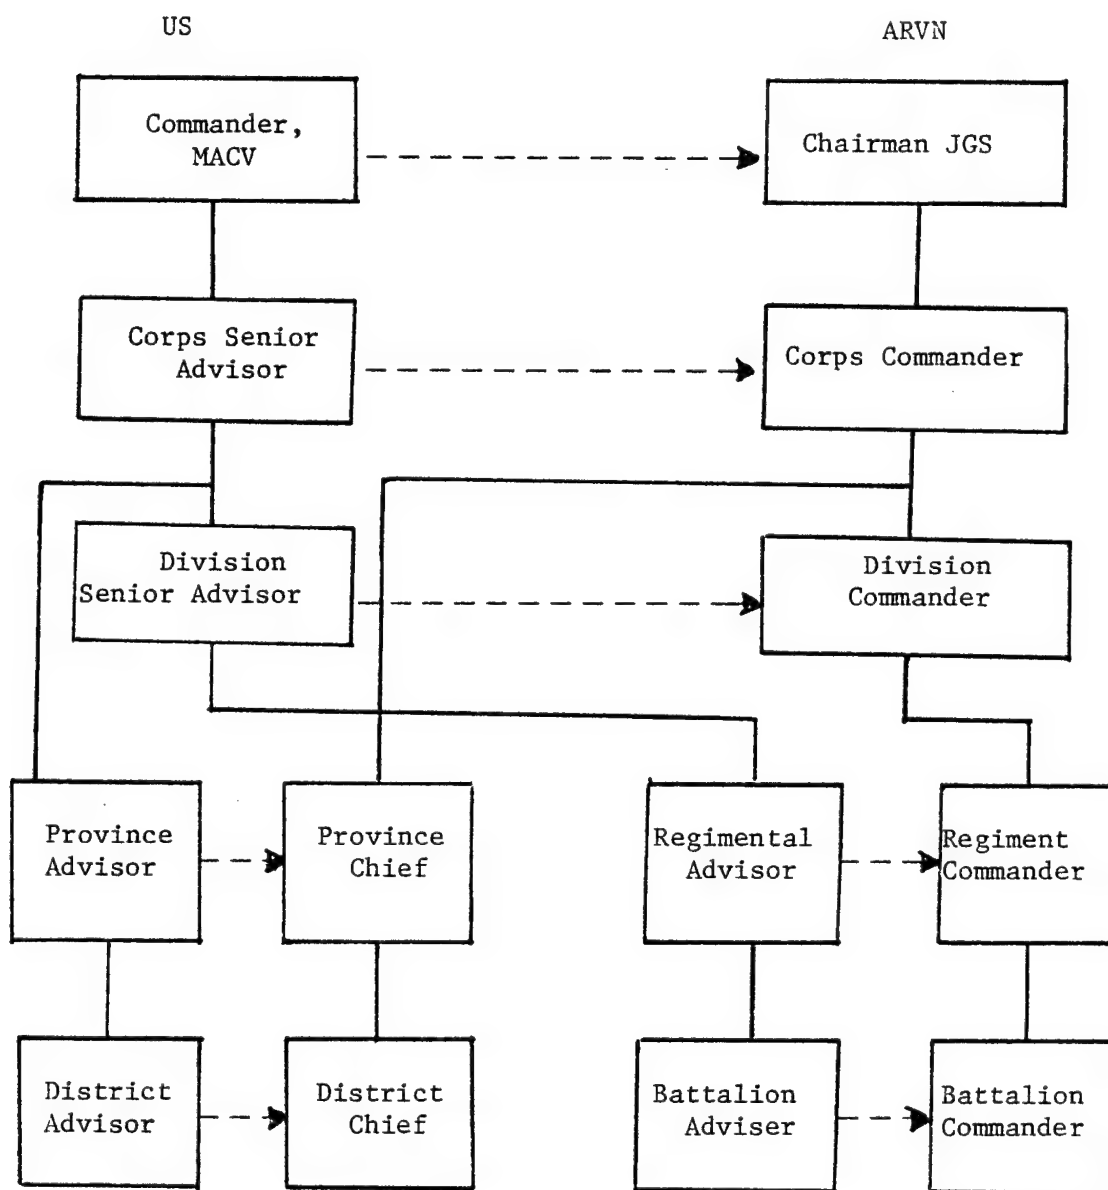 US
ARVN
Commander,
MACV
Chairman JGS
Corps Senior
Advisor
Corps Commander
Division
Senior Advisor
Division
Commander
Province
Advisor
Province
Chief
Regimental
Advisor
Regiment
Commander
District
Advisor
District
Chief
Battalion
Adviser
Battalion
Commander